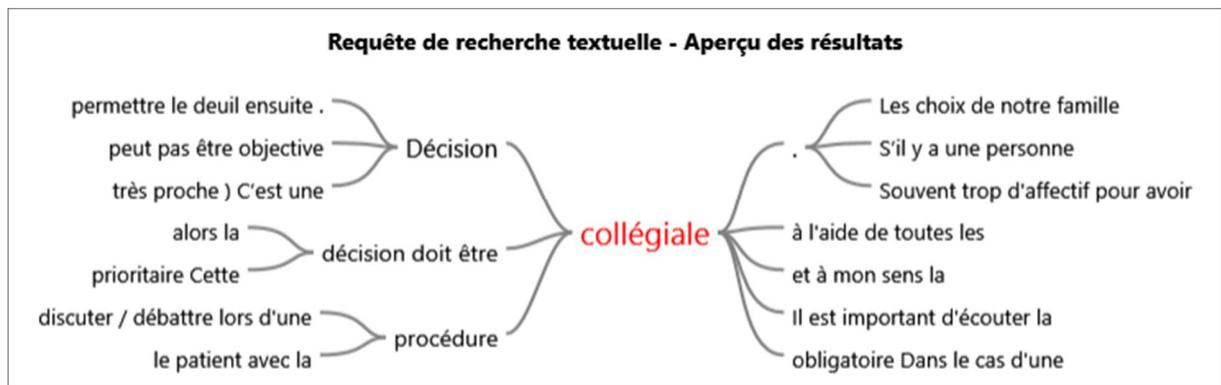 Requête de recherche textuelle - Aperçu des résultats
permettre le deuil ensuite .
peut pas être objective
très proche ) C'est une
Décision
alors la
prioritaire Cette
décision doit être
discuter / débattre lors d'une
le patient avec la
procédure
collégiale
.
Les choix de notre famille
S'il y a une personne
Souvent trop d'affectif pour avoir
à l'aide de toutes les
et à mon sens la
Il est important d'écouter la
obligatoire Dans le cas d'une